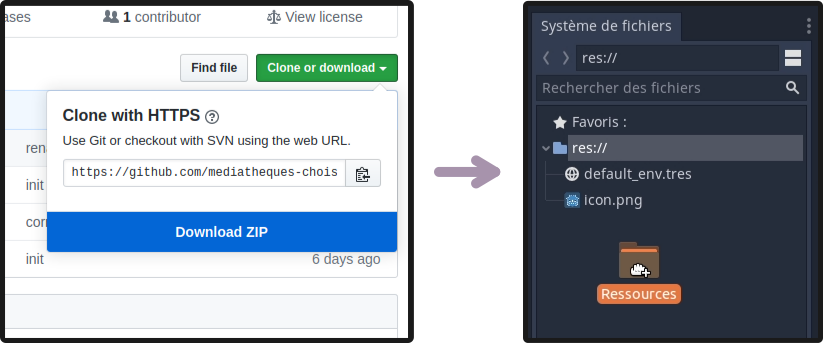 ases
1 contributor
View license
Find file
Clone or download
Clone with HTTPS
Use Git or checkout with SVN using the web URL.
https://github.com/mediatheques-chois
Download ZIP
init
init
6 days ago
Système de fichiers
res://
Rechercher des fichiers
Favoris :
res://
default_env.tres
icon.png
Ressources